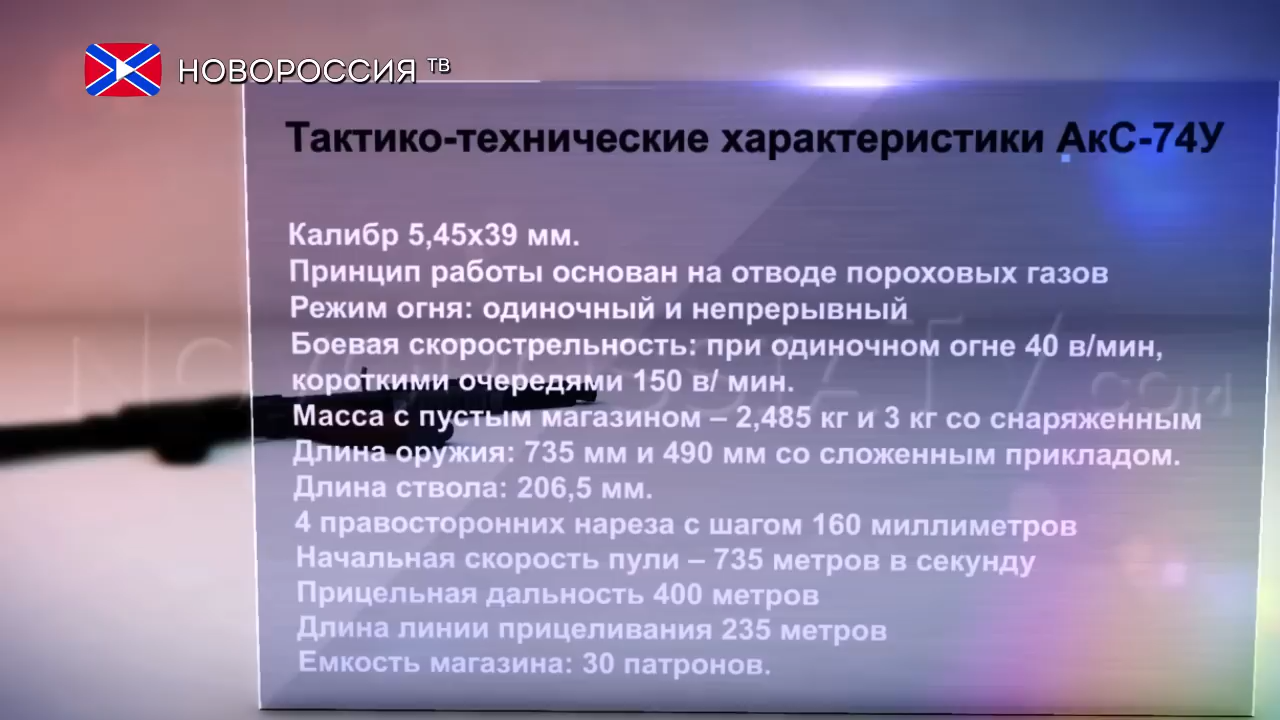 НОВОРОССИЯ ТВ
Тактико-технические характеристики АкС-74У
Калибр 5,45х39 мм.
Принцип работы основан на отводе пороховых газов
Режим огня: одиночный и непрерывный
Боевая скорострельность: при одиночном огне 40 в/мин,
короткими очередями 150 в/ мин.
Масса с пустым магазином – 2,485 кг и 3 кг со снаряженным
Длина оружия: 735 мм и 490 мм со сложенным прикладом.
Длина ствола: 206,5 мм.
4 правосторонних нареза с шагом 160 миллиметров
Начальная скорость пули – 735 метров в секунду
Прицельная дальность 400 метров
Длина линии прицеливания 235 метров
Емкость магазина: 30 патронов.